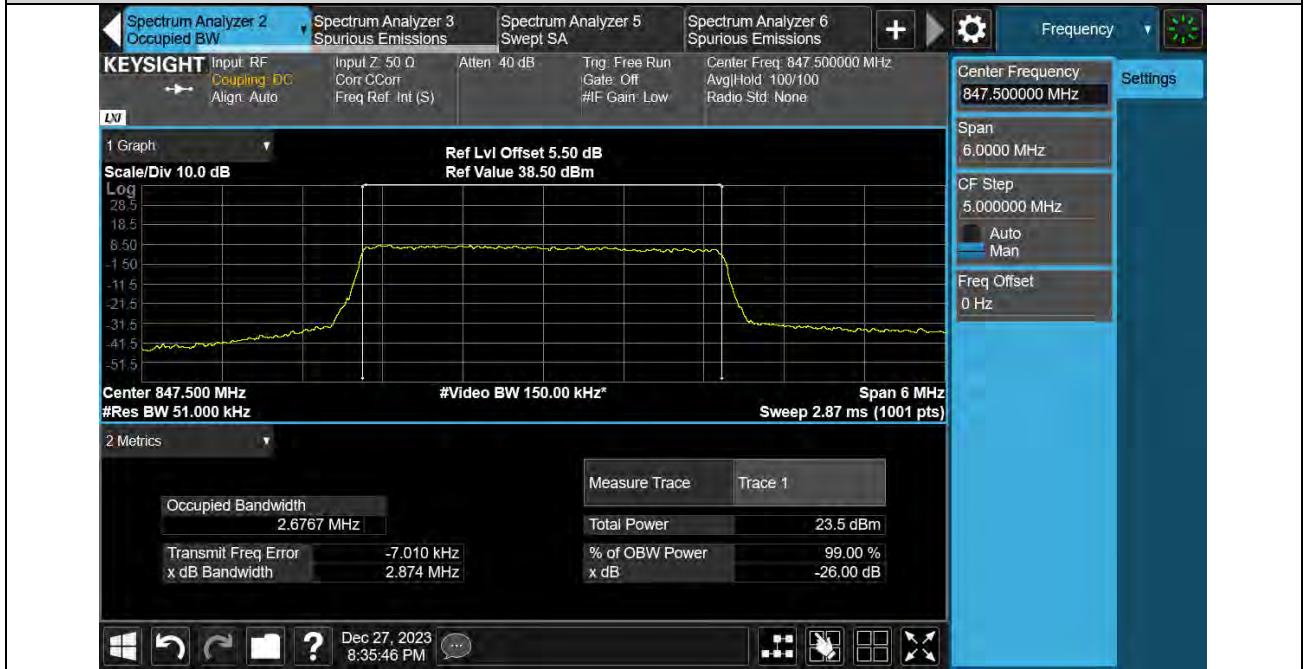 Spectrum Analyzer 2
Occupied BW
Spectrum Analyzer 3
Spurious Emissions
Spectrum Analyzer 5
Swept SA
Spectrum Analyzer 6
Spurious Emissions
+
Frequency
KEYSIGHT
LXI
Input: RF
Coupling: DC
Align: Auto
Input Z: 50 Ω
Corr CCorr
Freq Ref: Int (S)
Atten: 40 dB
Trig: Free Run
Gate: Off
#IF Gain: Low
Center Freq: 847.500000 MHz
Avg|Hold: 100/100
Radio Std: None
Center Frequency
847.500000 MHz
Settings
Span
6.0000 MHz
CF Step
5.000000 MHz
Auto
Man
Freq Offset
0 Hz
1 Graph
Scale/Div 10.0 dB
Ref Lvl Offset 5.50 dB
Ref Value 38.50 dBm
Log
28.5
18.5
8.50
-1.50
-11.5
-21.5
-31.5
-41.5
-51.5
Center 847.500 MHz
#Video BW 150.00 kHz*
Span 6 MHz
#Res BW 51.000 kHz
Sweep 2.87 ms (1001 pts)
2 Metrics
Measure Trace Trace 1
Occupied Bandwidth
2.6767 MHz
Total Power 23.5 dBm
Transmit Freq Error -7.010 kHz
% of OBW Power 99.00 %
x dB Bandwidth 2.874 MHz
x dB -26.00 dB
?
Dec 27, 2023
8:35:46 PM